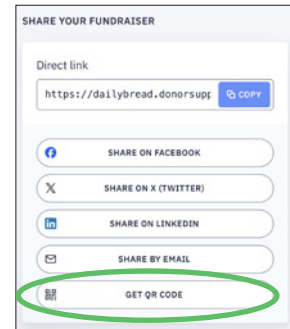 SHARE YOUR FUNDRAISER
Direct link
https://dailybread.donorsupp
COPY
SHARE ON FACEBOOK
SHARE ON X (TWITTER)
SHARE ON LINKEDIN
SHARE BY EMAIL
GET QR CODE